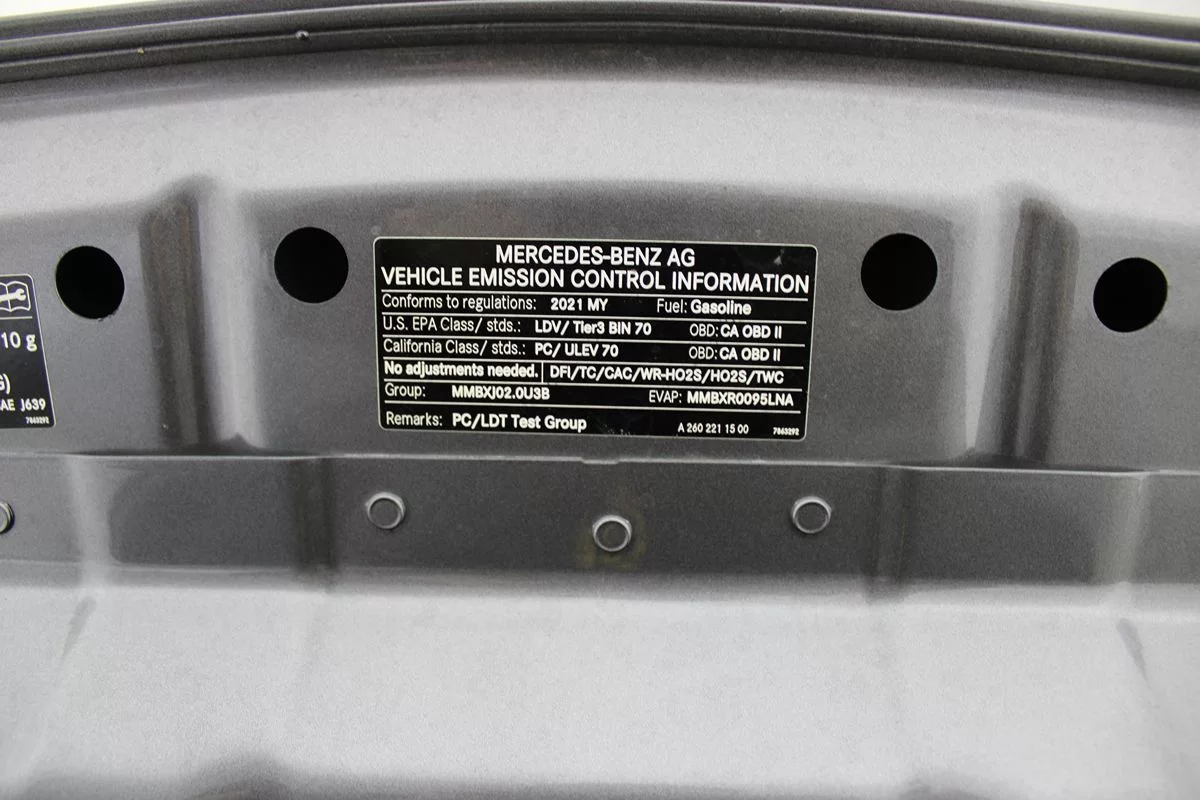 10 g
G)
AE J639
7863292
MERCEDES-BENZ AG
VEHICLE EMISSION CONTROL INFORMATION
Conforms to regulations: 2021 MY Fuel: Gasoline
U.S. EPA Class/ stds.: LDV/ Tier3 BIN 70 OBD: CA OBD II
California Class/ stds.: PC/ ULEV 70 OBD: CA OBD II
No adjustments needed. DFI/TC/CAC/WR-HO2S/HO2S/TWC
Group: MMBXJ02.0U3B EVAP: MMBXR0095LNA
Remarks: PC/LDT Test Group A 260 221 15 00 7863292